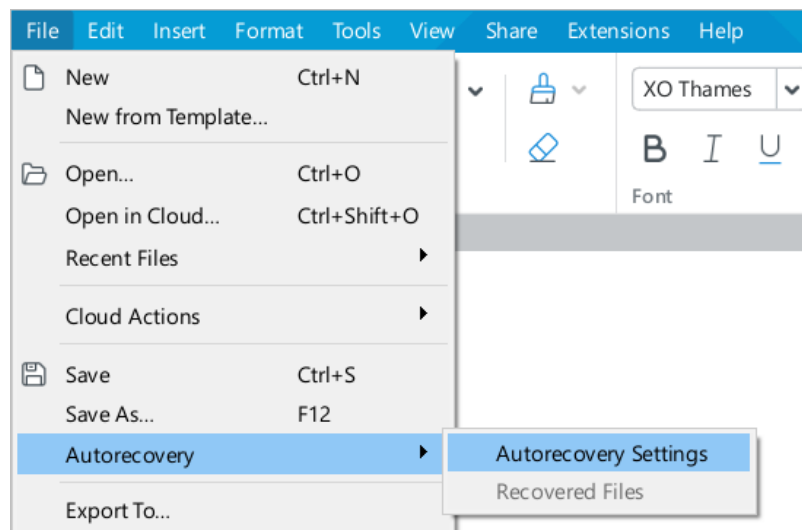 File Edit Insert Format Tools View Share Extensions Help
New Ctrl+N
New from Template...
Open... Ctrl+O
Open in Cloud... Ctrl+Shift+O
Recent Files
Cloud Actions
Save Ctrl+S
Save As... F12
Autorecovery
Export To...
Autorecovery Settings
Recovered Files
XO Thames
B I U
Font